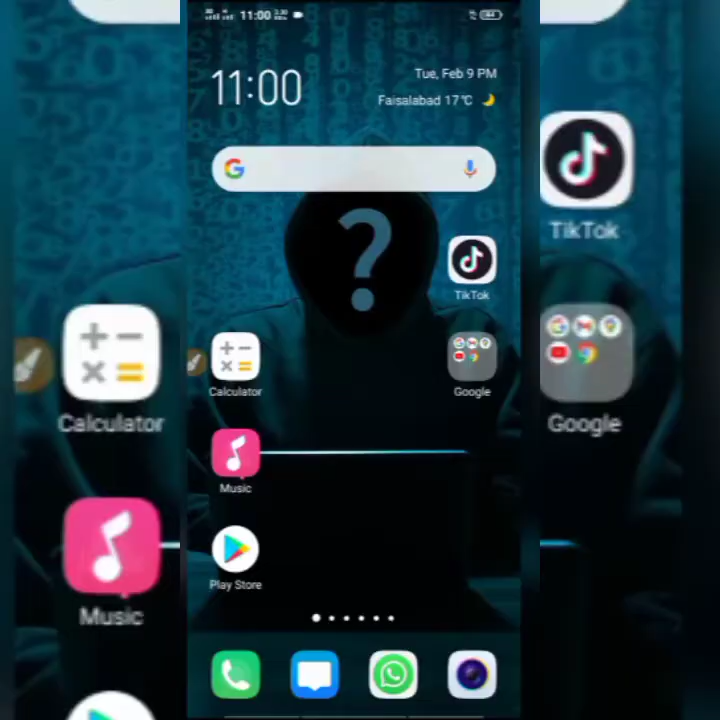 11:00
11:00
Tue, Feb 9 PM
Faisalabad 17°C
G
?
TikTok
TikTok
Calculator
Calculator
Google
Google
Music
Music
Play Store